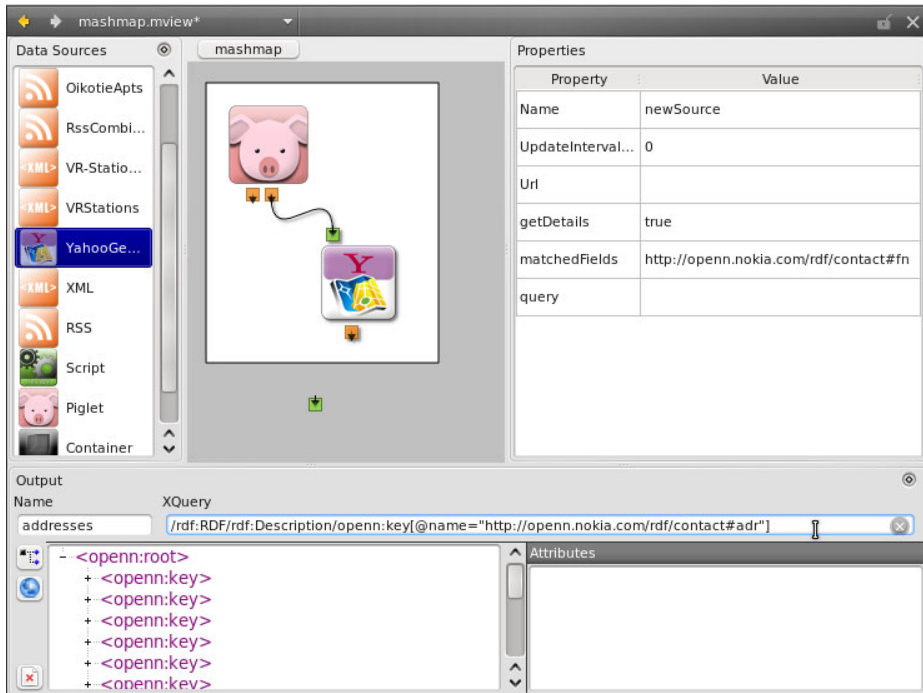 mashmap.mview*
Data Sources
OikotieApts
RssCombi...
<XML>
VR-Statio...
<XML>
VRStations
Y
YahooGe...
<XML>
XML
RSS
Script
Piglet
Container
mashmap
Y
Properties
Property Value
Name newSource
UpdateInterval... 0
Url
getDetails true
matchedFields http://openn.nokia.com/rdf/contact#fn
query
Output
Name XQuery
addresses /rdf:RDF/rdf:Description/openn:key[@name="http://openn.nokia.com/rdf/contact#adr"]
<openn:root>
<openn:key>
<openn:key>
<openn:key>
<openn:key>
<openn:key>
<openn:key>
Attributes